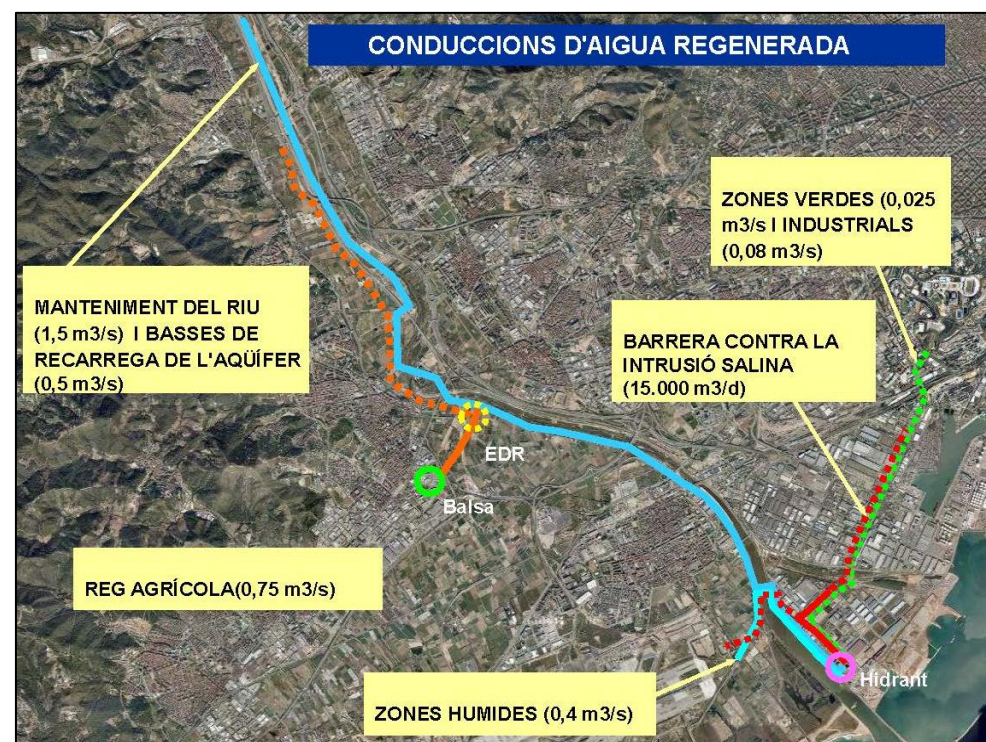 CONDUCCIONS D'AIGUA REGENERADA
ZONES VERDES (0,025
m3/s I INDUSTRIALS
(0,08 m3/s)
MANTENIMENT DEL RIU
(1,5 m3/s) I BASSES DE
RECARREGA DE L'AQÜÍFER
(0,5 m3/s)
BARRERA CONTRA LA
INTRUSIÓ SALINA
(15.000 m3/d)
EDR
Balsa
REG AGRÍCOLA(0,75 m3/s)
Hidrant
ZONES HUMIDES (0,4 m3/s)